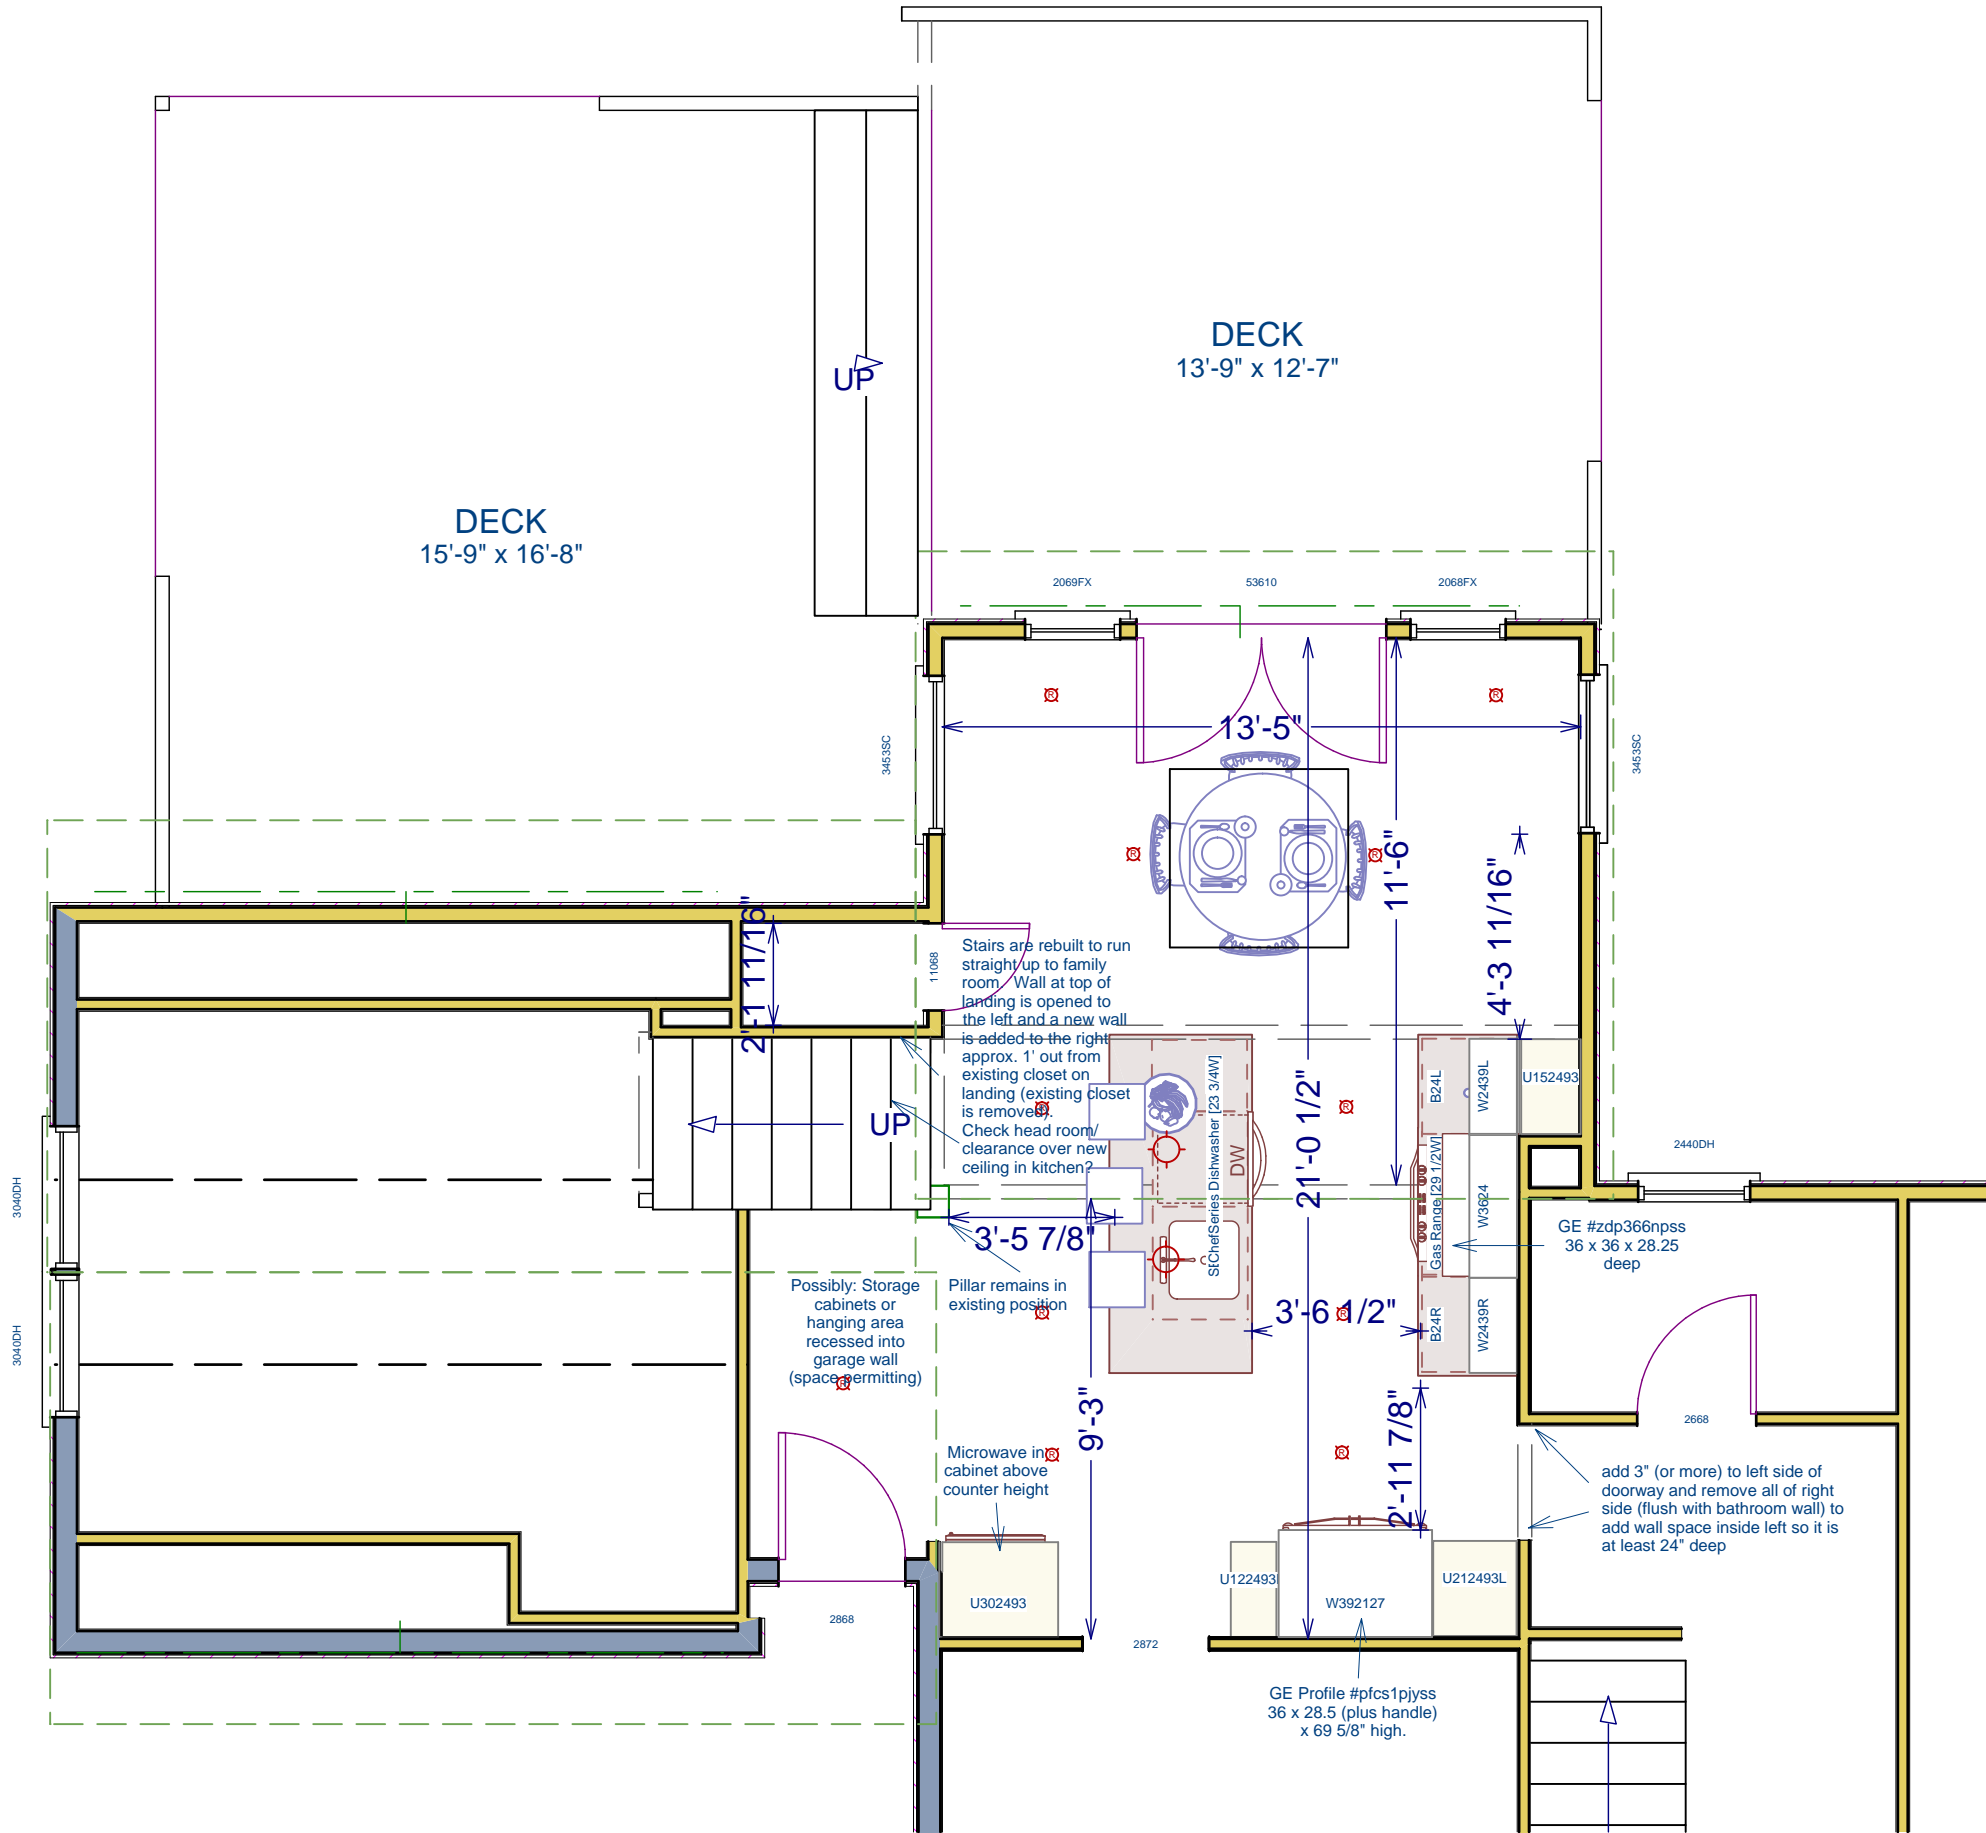 DECK
13'-9" x 12'-7"
UP
DECK
15'-9" x 16'-8"
2069FX
53610
2068FX
3453SC
13'-5"
3453SC
11'-6"
4'-3 11/16"
2'-1 11/16"
11068
Stairs are rebuilt to run
straight up to family
room. Wall at top of
landing is opened to
the left and a new wall
is added to the right
approx. 1' out from
existing closet on
landing (existing closet
is removed).
Check head room/
clearance over new
ceiling in kitchen?
UP
21'-0 1/2"
DW
B24L
W2439L
U152493
Gas Range [29 1/2W]
W3624
B24R
W2439R
2440DH
GE #zdp366npss
36 x 36 x 28.25
deep
3'-5 7/8"
Pillar remains in
existing position
3'-6 1/2"
3040DH
3040DH
Possibly: Storage
cabinets or
hanging area
recessed into
garage wall
(space permitting)
9'-3"
2'-11 7/8"
2668
Microwave in
cabinet above
counter height
add 3" (or more) to left side of
doorway and remove all of right
side (flush with bathroom wall) to
add wall space inside left so it is
at least 24" deep
U302493
U122493
W392127
U212493L
2868
2872
GE Profile #pfcs1pjyss
36 x 28.5 (plus handle)
x 69 5/8" high.
R
R
R
R
R
R
R
R
R
R
R